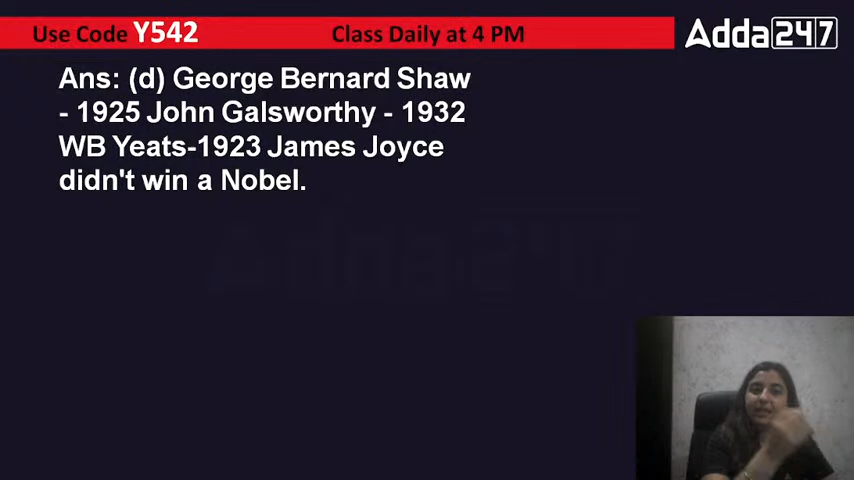 Use Code Y542 Class Daily at 4 PM Adda247
Ans: (d) George Bernard Shaw
- 1925 John Galsworthy - 1932
WB Yeats-1923 James Joyce
didn't win a Nobel.
Adda247